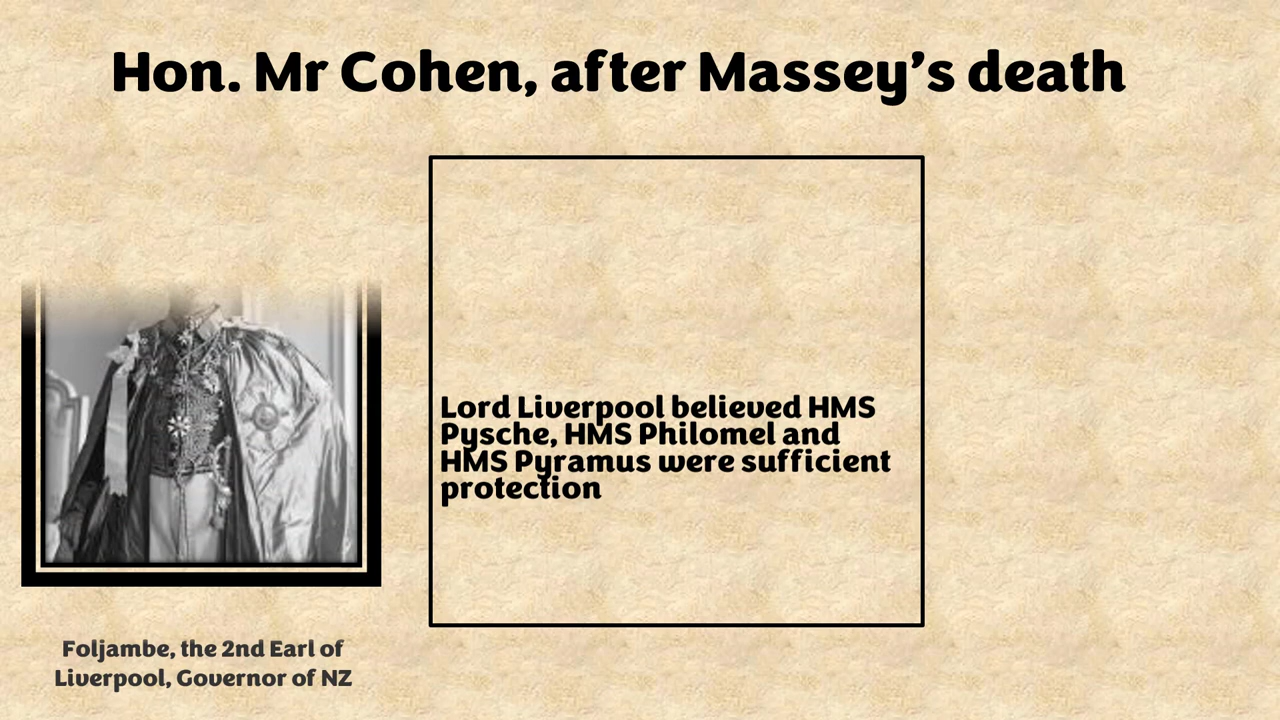 Hon. Mr Cohen, after Massey’s death
Lord Liverpool believed HMS
Pysche, HMS Philomel and
HMS Pyramus were sufficient
protection
Foljambe, the 2nd Earl of
Liverpool, Governor of NZ